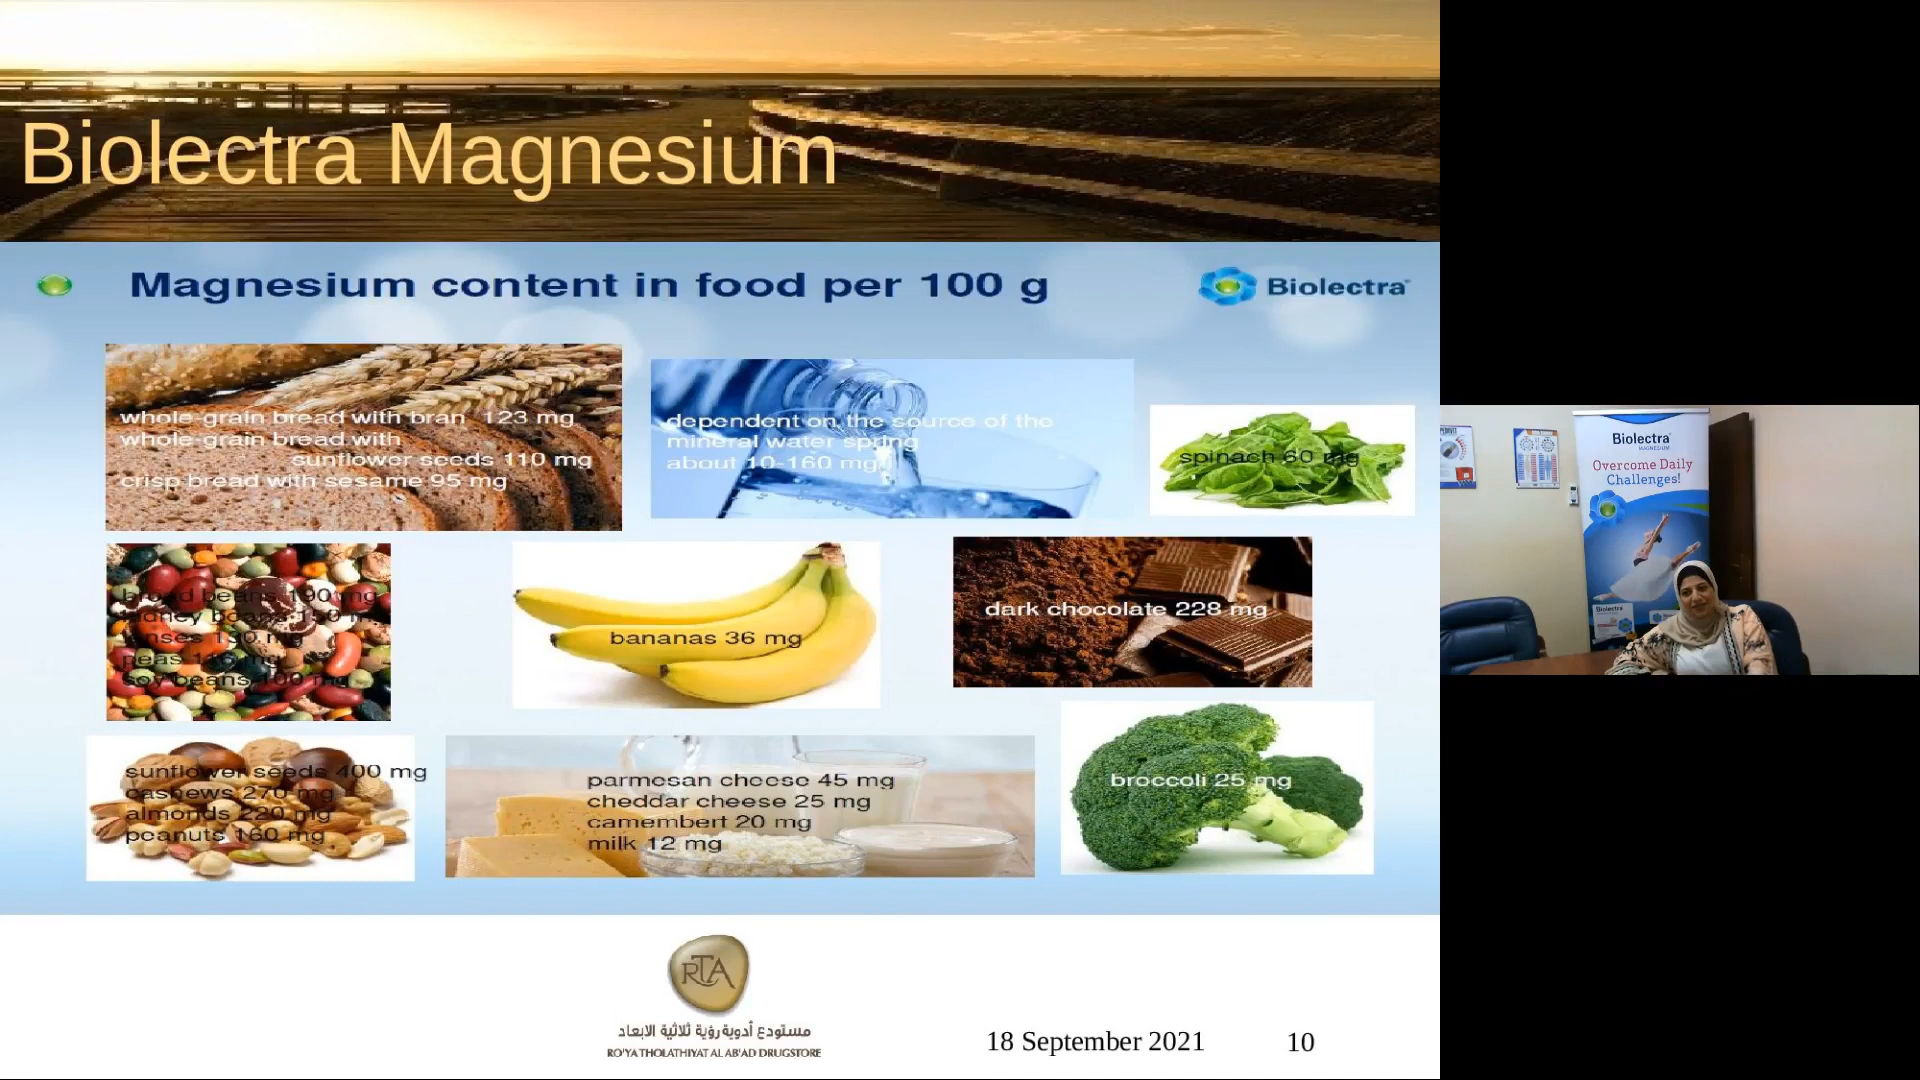 Biolectra Magnesium
Magnesium content in food per 100 g
Biolectra
whole-grain bread with bran 123 mg
whole-grain bread with
sunflower seeds 110 mg
crisp bread with sesame 95 mg
dependent on the source of the
mineral water spring
about 10-160 mg/l
spinach 60 mg
broad beans 190 mg
kidney beans 150
linses 130 mg
peas mg
soy beans 100 mg
bananas 36 mg
dark chocolate 228 mg
sunflower seeds 400 mg
cashews 270 mg
almonds 220 mg
peanuts 160 mg
parmesan cheese 45 mg
cheddar cheese 25 mg
camembert 20 mg
milk 12 mg
broccoli 25 mg
RTA
مستودع أدوية رؤية ثلاثية الابعاد
RO'YA THOLATHIYAT AL AB'AD DRUGSTORE
18 September 2021
10
Biolectra
MAGNESIUM
Overcome Daily
Challenges!
Biolectra